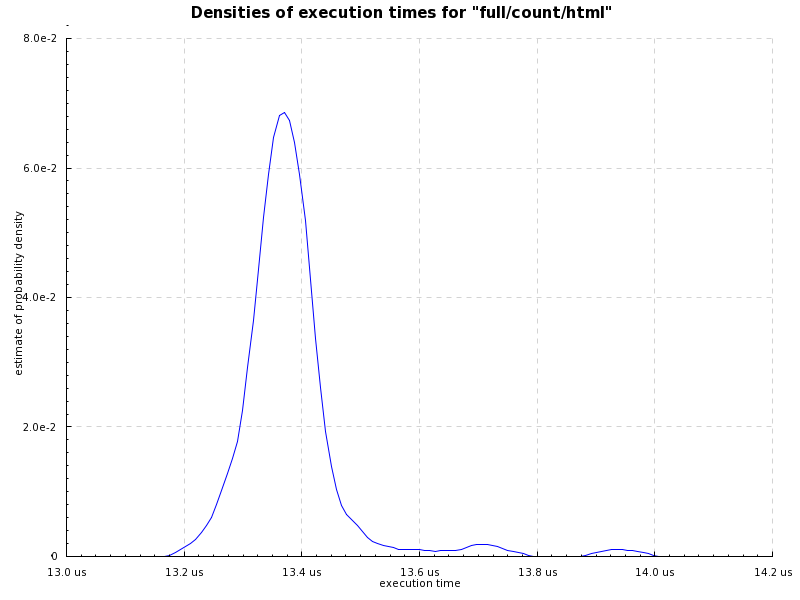 Densities of execution times for "full/count/html"
8.0e-2
6.0e-2
4.0e-2
2.0e-2
0
estimate of probability density
13.0 us 13.2 us 13.4 us 13.6 us 13.8 us 14.0 us 14.2 us
execution time